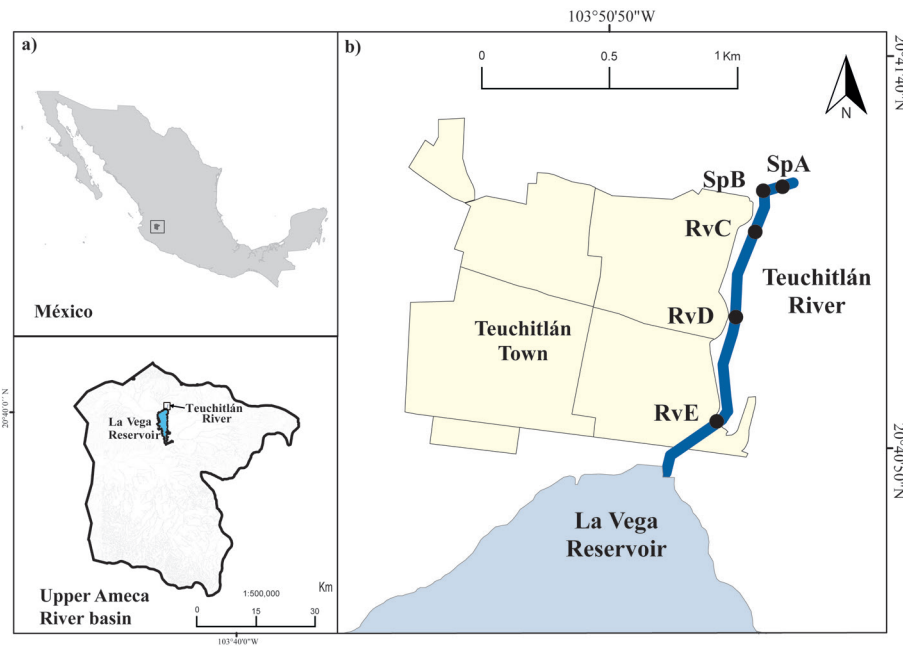 103°50'50"W
a)
b)
0
0.5
1 Km
20°41'40"N
N
SpA
SpB
RvC
Teuchitlán
River
México
RvD
Teuchitlán
Town
Teuchitlán
River
La Vega
Reservoir
20°40'0'' N
RvE
20°40'50"N
La Vega
Reservoir
Upper Ameca
River basin
1:500,000
Km
0
15
30
103°40'0"W